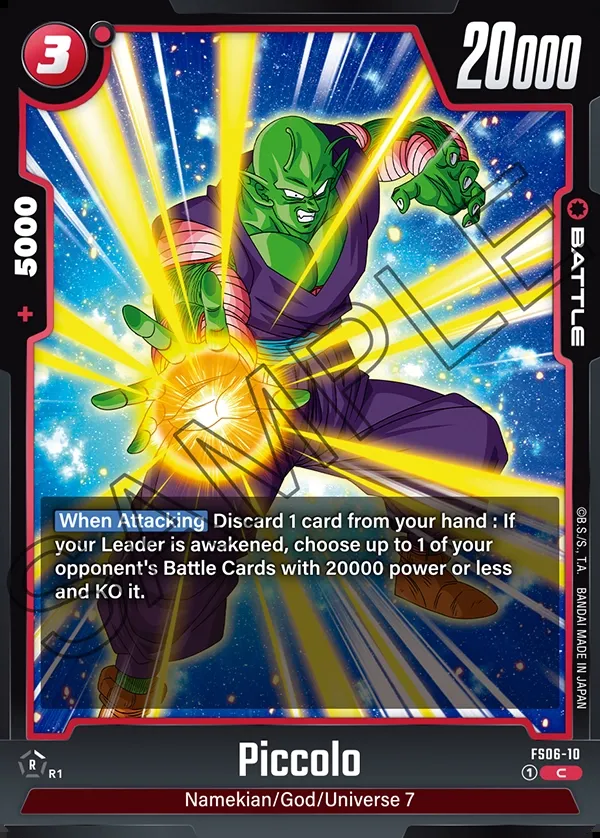 3
20000
+ 5000
BATTLE
SAMPLE
When Attacking Discard 1 card from your hand : If
your Leader is awakened, choose up to 1 of your
opponent's Battle Cards with 20000 power or less
and KO it.
©B.S./S., T.A. BANDAI MADE IN JAPAN
R R1
Piccolo
FS06-10
1 C
Namekian/God/Universe 7